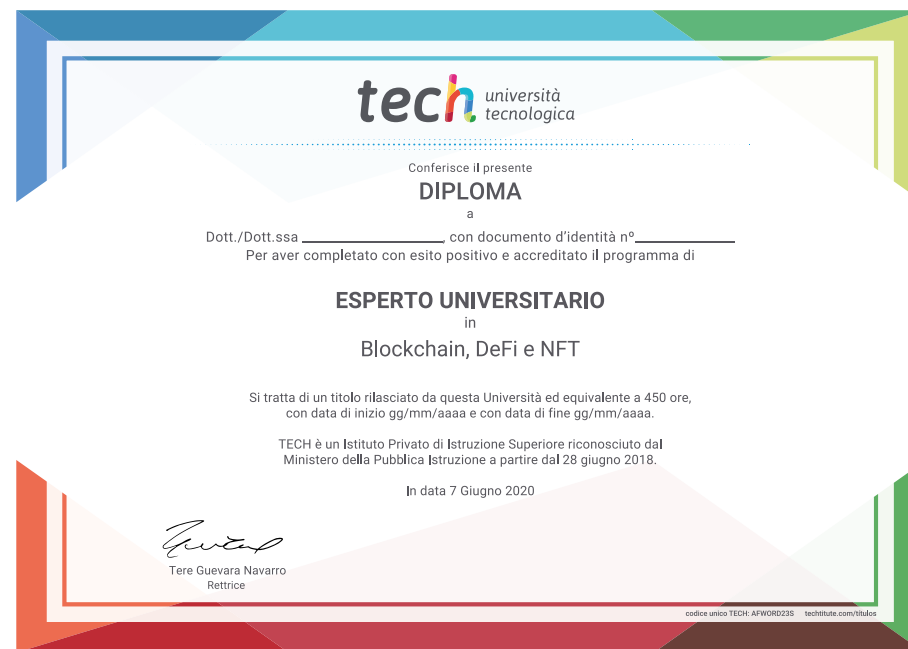 tech università
tecnologica
Conferisce il presente
DIPLOMA
a
Dott./Dott.ssa ____________________, con documento d'identità nº______________
Per aver completato con esito positivo e accreditato il programma di
ESPERTO UNIVERSITARIO
in
Blockchain, DeFi e NFT
Si tratta di un titolo rilasciato da questa Università ed equivalente a 450 ore,
con data di inizio gg/mm/aaaa e con data di fine gg/mm/aaaa.
TECH è un Istituto Privato di Istruzione Superiore riconosciuto dal
Ministero della Pubblica Istruzione a partire dal 28 giugno 2018.
In data 7 Giugno 2020
Tere Guevara Navarro
Rettrice
codice unico TECH: AFWORD23S techtitute.com/títulos